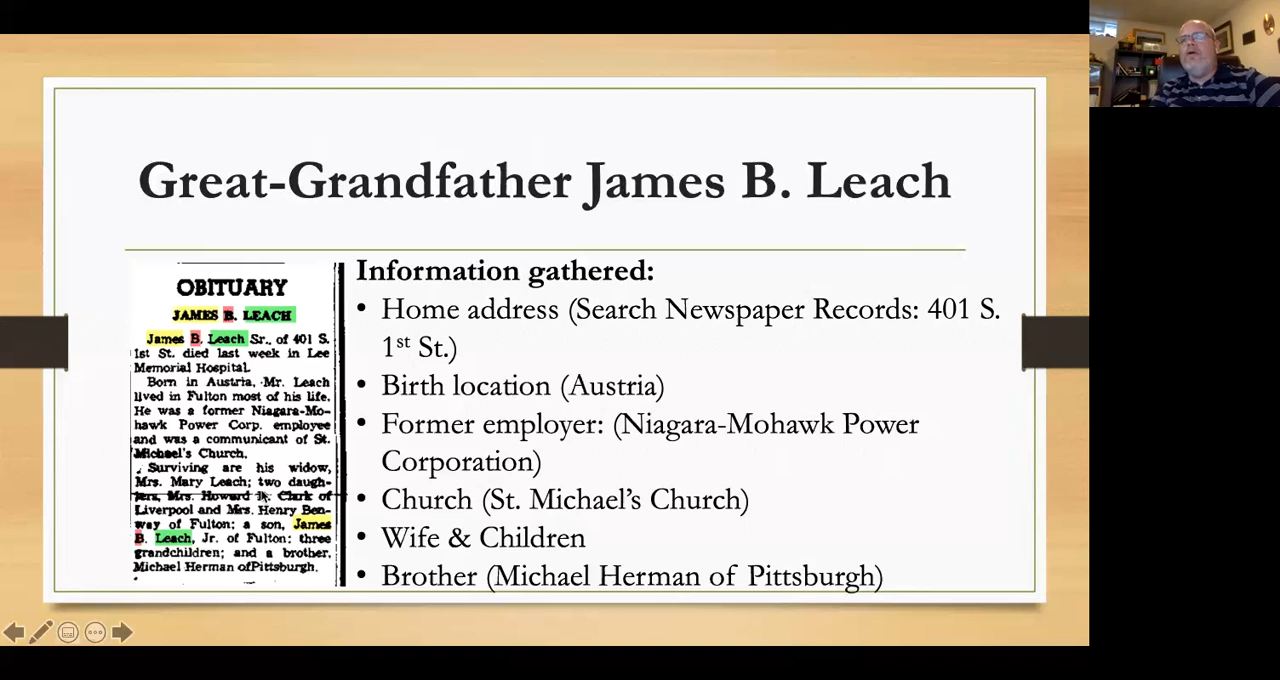 Great-Grandfather James B. Leach
OBITUARY
JAMES B. LEACH
James B. Leach Sr., of 401 S.
1st St. died last week in Lee
Memorial Hospital.
Born in Austria, Mr. Leach
lived in Fulton most of his life.
He was a former Niagara-Mo-
hawk Power Corp. employee
and was a communicant of St.
Michael's Church.
Surviving are his widow,
Mrs. Mary Leach; two daugh-
ters, Mrs. Howard Clark of
Liverpool and Mrs. Henry Ben-
way of Fulton; a son, James
B. Leach, Jr. of Fulton; three
grandchildren; and a brother,
Michael Herman of Pittsburgh.
Information gathered:
• Home address (Search Newspaper Records: 401 S.
1st St.)
• Birth location (Austria)
• Former employer: (Niagara-Mohawk Power
Corporation)
• Church (St. Michael’s Church)
• Wife & Children
• Brother (Michael Herman of Pittsburgh)